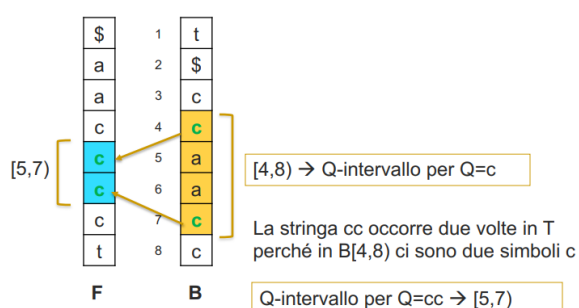 $ 1 t
a 2 $
a 3 c
c 4 c
c 5 a
c 6 a
c 7 c
t 8 c
F B
[5,7)
[4,8) → Q-intervallo per Q=c
La stringa cc occorre due volte in T
perché in B[4,8) ci sono due simboli c
Q-intervallo per Q=cc → [5,7)